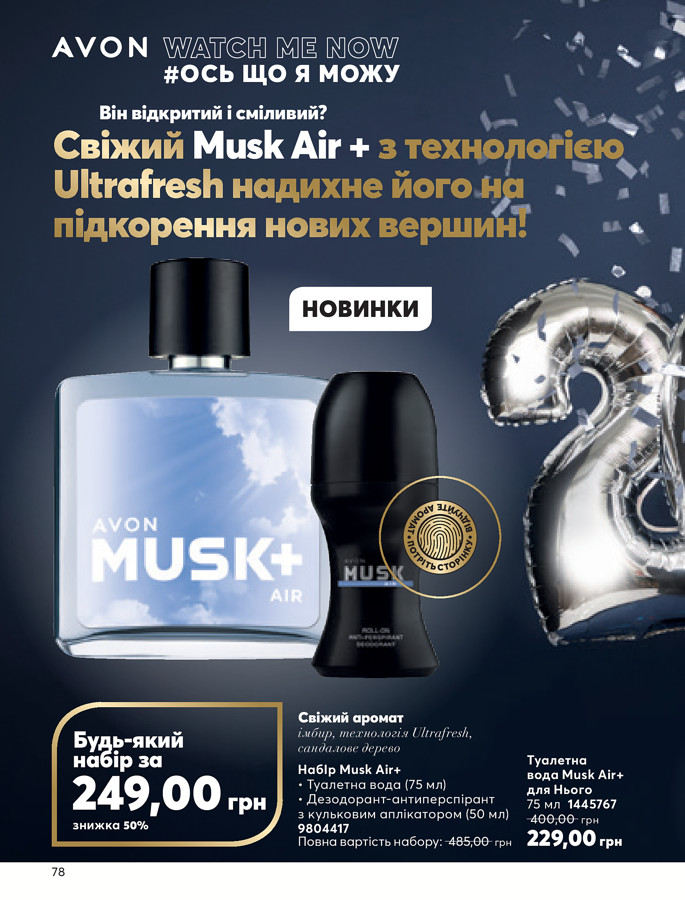 AVON WATCH ME NOW
#ОСЬ ЩО Я МОЖУ
Він відкритий і сміливий?
Свіжий Musk Air + з технологією
Ultrafresh надихне його на
підкорення нових вершин!
НОВИНКИ
AVON
MUSK+
AIR
AVON
MUSK
AIR
ROLL-ON
ANTI-PERSPIRANT
DEODORANT
ВІДЧУЙТЕ АРОМАТ • ПОТРІТЬ СТОРІНКУ •
Будь-який
набір за
249,00 грн
знижка 50%
Свіжий аромат
імбир, технологія Ultrafresh,
сандалове дерево
НабІр Musk Air+
• Туалетна вода (75 мл)
• Дезодорант-антиперспірант
з кульковим аплікатором (50 мл)
9804417
Повна вартість набору: 485,00 грн
Туалетна
вода Musk Air+
для Нього
75 мл 1445767
400,00 грн
229,00 грн
78